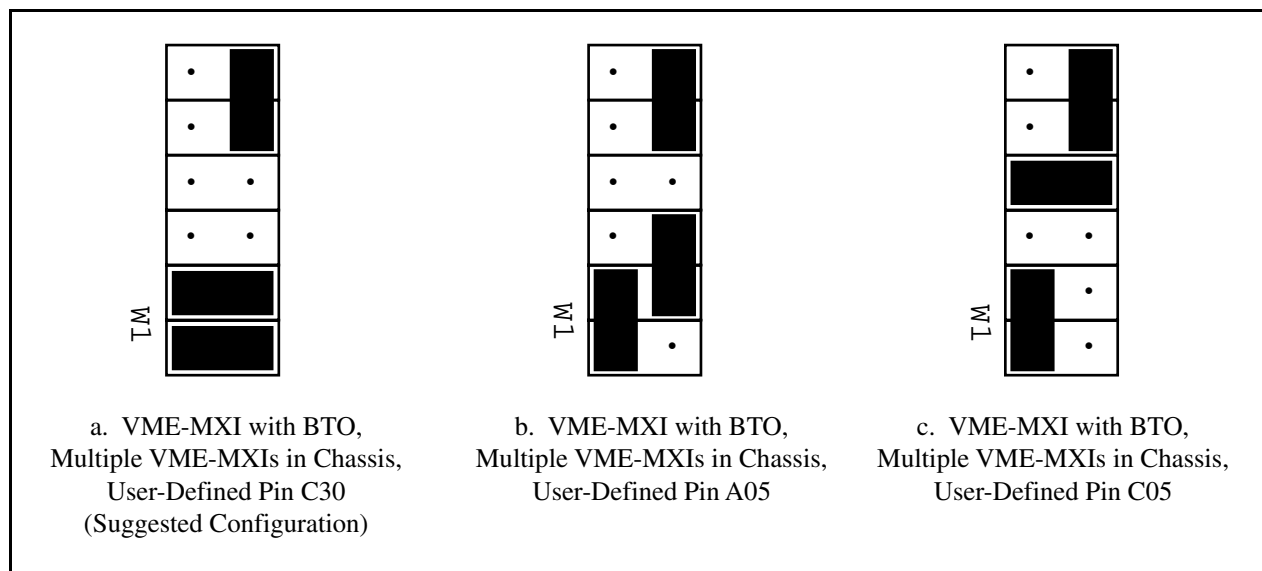 W1
W1
W1
a. VME-MXI with BTO,
Multiple VME-MXIs in Chassis,
User-Defined Pin C30
(Suggested Configuration)
b. VME-MXI with BTO,
Multiple VME-MXIs in Chassis,
User-Defined Pin A05
c. VME-MXI with BTO,
Multiple VME-MXIs in Chassis,
User-Defined Pin C05